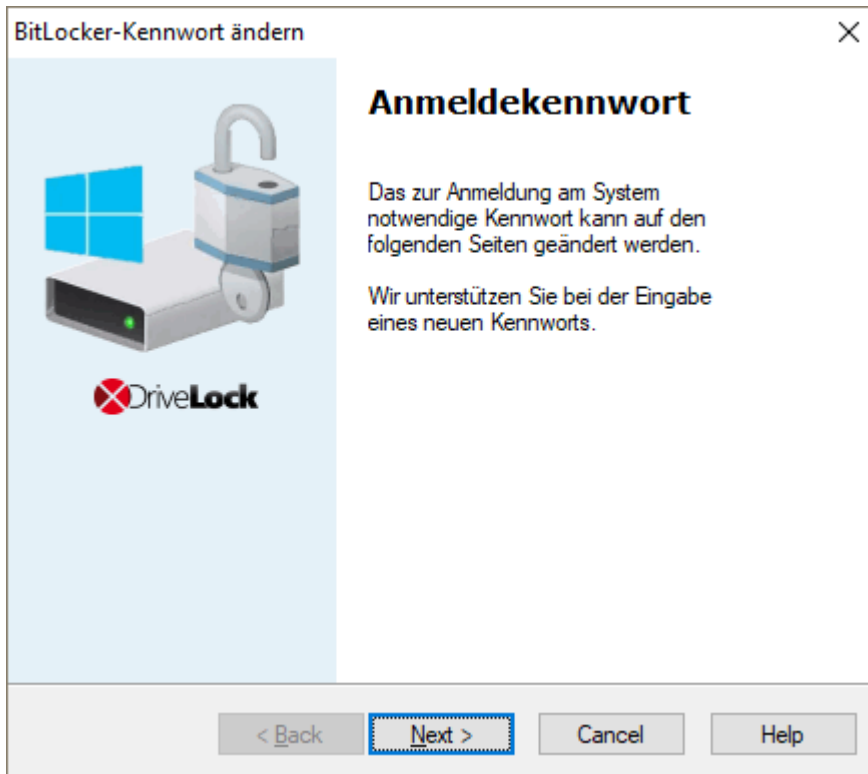 BitLocker-Kennwort ändern
Anmeldekennwort
Das zur Anmeldung am System
notwendige Kennwort kann auf den
folgenden Seiten geändert werden.
Wir unterstützen Sie bei der Eingabe
eines neuen Kennworts.
DriveLock
< Back
Next >
Cancel
Help